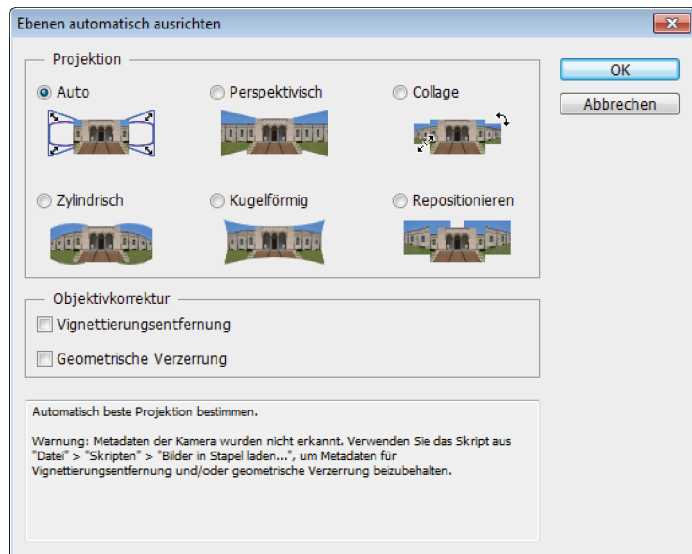 Ebenen automatisch ausrichten
Projektion
Auto
Perspektivisch
Collage
Zylindrisch
Kugelförmig
Repositionieren
Objektivkorrektur
Vignettierungsentfernung
Geometrische Verzerrung
OK
Abbrechen
Automatisch beste Projektion bestimmen.
Warnung: Metadaten der Kamera wurden nicht erkannt. Verwenden Sie das Skript aus
"Datei" > "Skripten" > "Bilder in Stapel laden...", um Metadaten für
Vignettierungsentfernung und/oder geometrische Verzerrung beizubehalten.